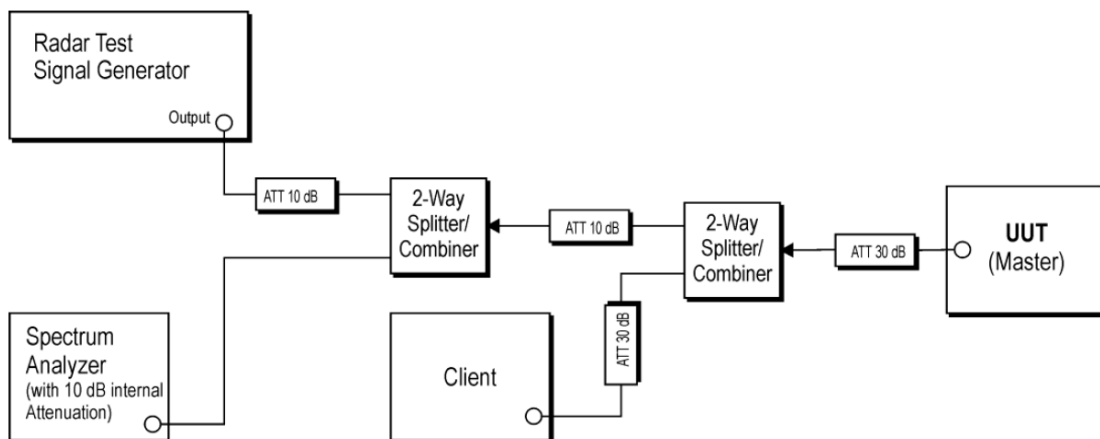 Radar Test
Signal Generator
Output
ATT 10 dB
2-Way
Splitter/
Combiner
ATT 10 dB
2-Way
Splitter/
Combiner
ATT 30 dB
UUT
(Master)
ATT 30 dB
Spectrum
Analyzer
(with 10 dB internal
Attenuation)
Client